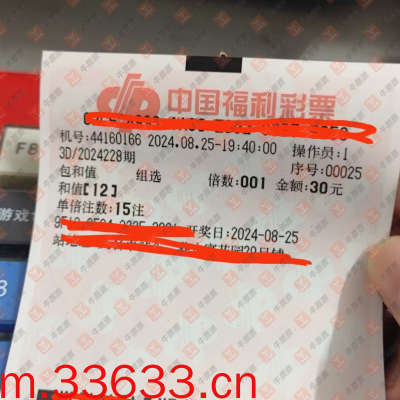 中国福利彩票
机号:44160166 2024.08.25-19:40:00 操作员:1
3D/2024228期 序号:00025
包和值 组选 倍数:001 金额:30元
和值[12]
单倍注数:15注
开奖日:2024-08-25
F8
游戏
m.33633.cn